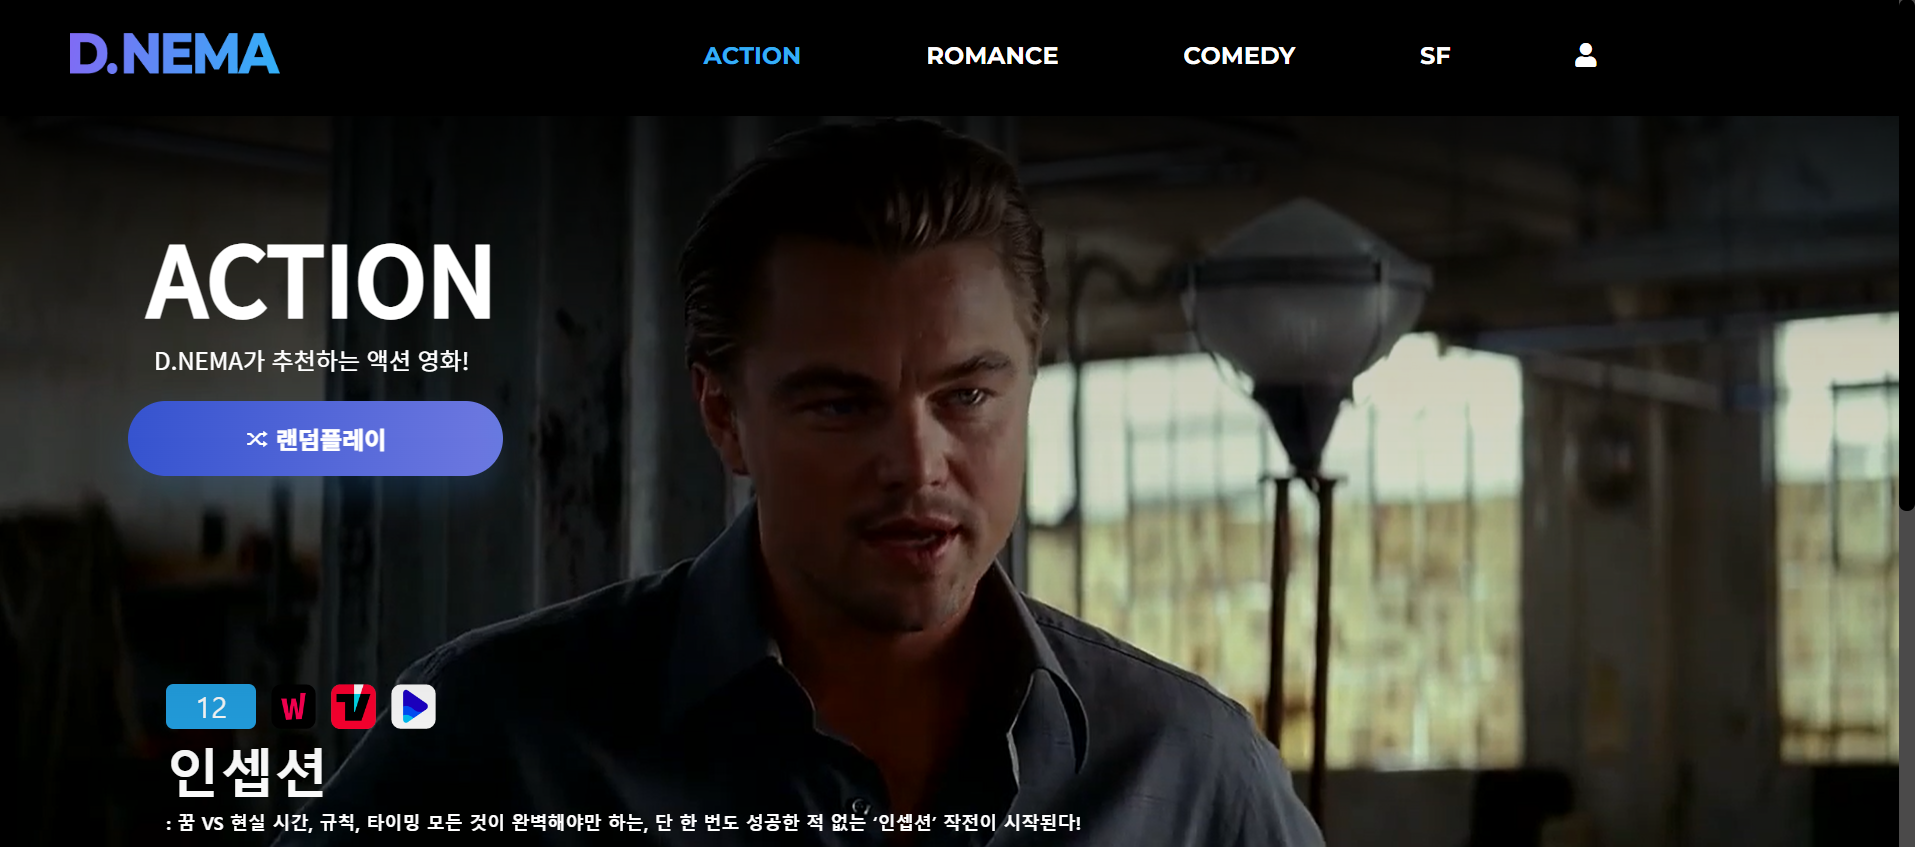 D.NEMA
ACTION ROMANCE COMEDY SF
ACTION
D.NEMA가 추천하는 액션 영화!
랜덤플레이
12
인셉션
: 꿈 VS 현실 시간, 규칙, 타이밍 모든 것이 완벽해야만 하는, 단 한 번도 성공한 적 없는 ‘인셉션’ 작전이 시작된다!